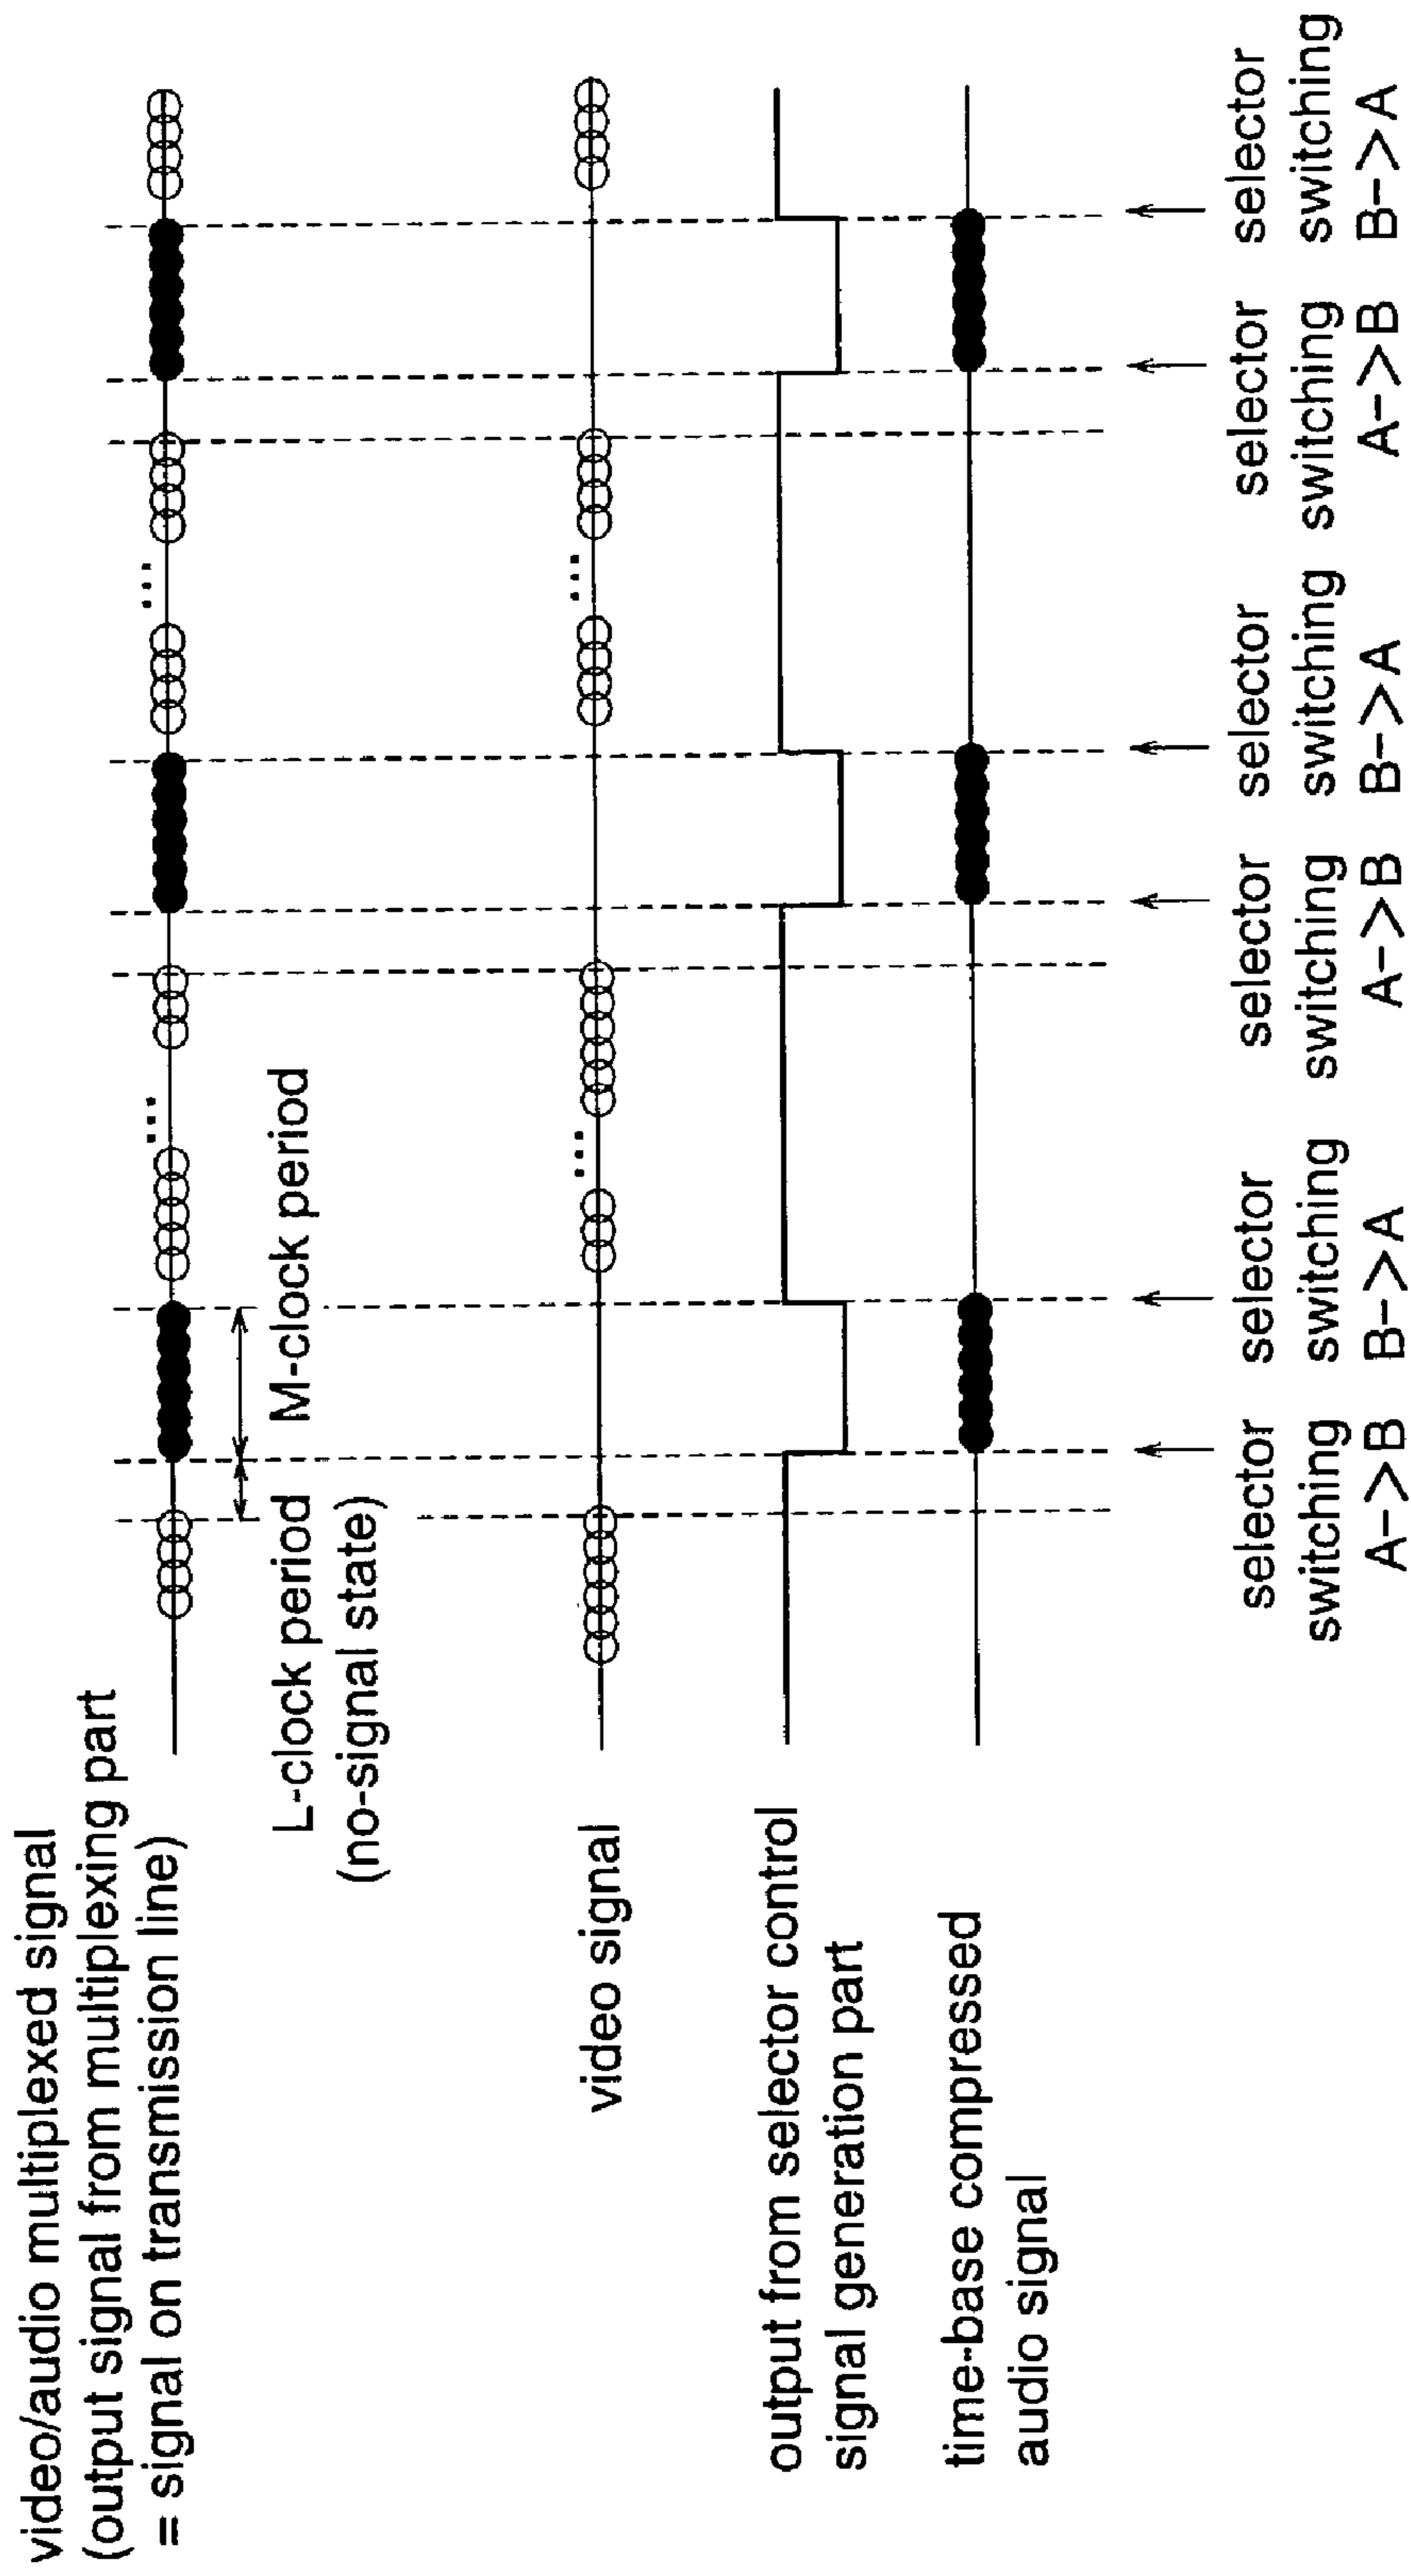 video/audio multiplexed signal
(output signal from multiplexing part
= signal on transmission line)
L-clock period
(no-signal state)
M-clock period
video signal
output from selector control
signal generation part
time-base compressed
audio signal
selector
switching
A->B
selector
switching
B->A
selector
switching
A->B
selector
switching
B->A
selector
switching
A->B
selector
switching
B->A